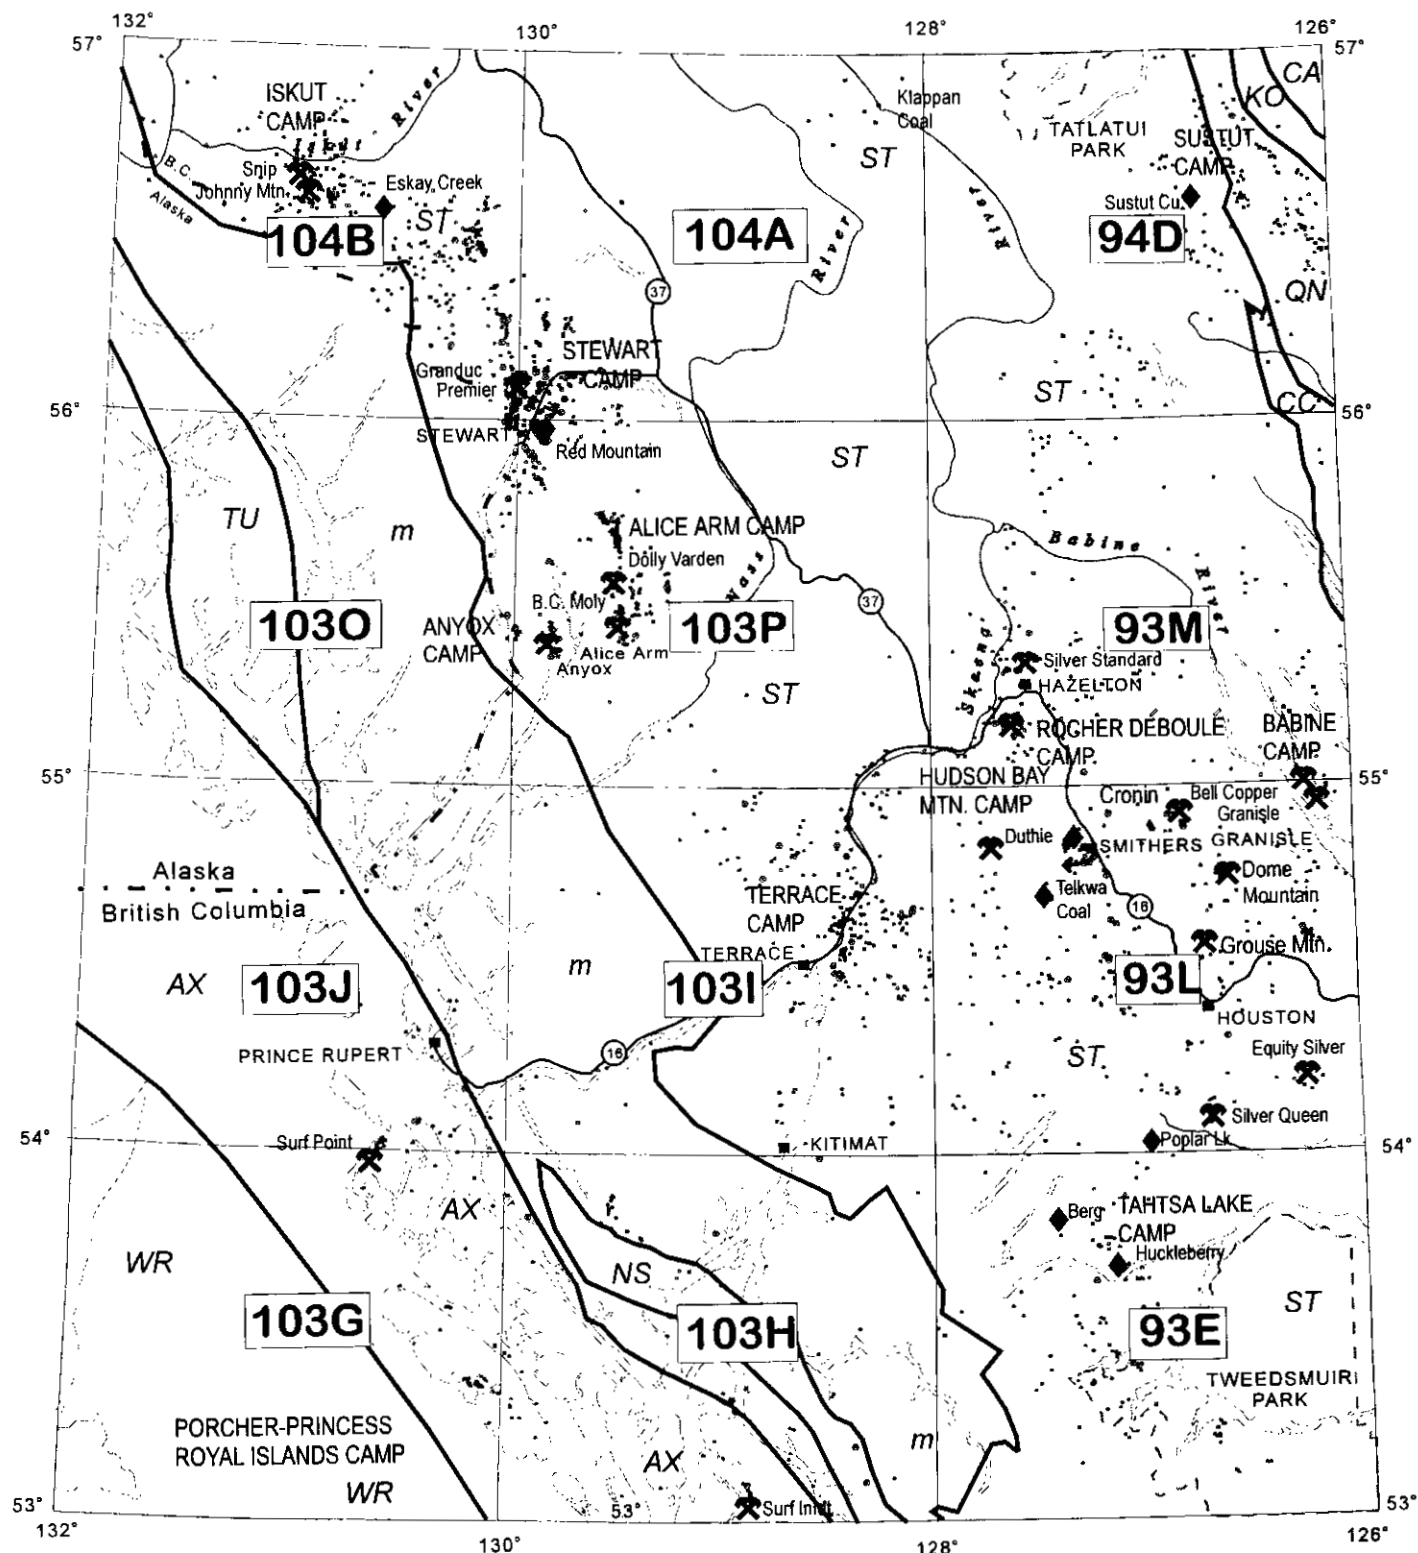 132°
130°
128°
126°
57°
57°
ISKUT
CAMP
River
Iskut
Klappan
Coal
CA
KO
TATLATUI
PARK
SUSTUT
CAMP
ST
B.C.
Alaska
Snip
Johnny Mtn.
Eskay Creek
ST
Sustut Cu.
104B
104A
94D
River
River
QN
37
STEWART
CAMP
Granduc
Premier
ST
56°
56°
CC
STEWART
Red Mountain
ST
TU
m
ALICE ARM CAMP
Dolly Varden
Nass
Babine
River
B.C. Moly
37
103O
103P
93M
ANYOX
CAMP
Alice Arm
Anyox
Skeena
Silver Standard
HAZELTON
ST
ROCHER DEBOULE
CAMP
BABINE
CAMP
55°
55°
HUDSON BAY
MTN. CAMP
Cronin
Bell Copper
Granisle
Duthie
SMITHERS
GRANISLE
Alaska
British Columbia
Dome
Mountain
Telkwa
Coal
TERRACE
CAMP
16
TERRACE
Grouse Mtn.
AX
m
103J
103I
93L
HOUSTON
PRINCE RUPERT
16
ST
Equity Silver
Silver Queen
54°
54°
Surf Point
KITIMAT
Poplar Lk
AX
Berg
TAHTSA LAKE
CAMP
Huckleberry
WR
NS
ST
103G
103H
93E
TWEEDSMUIR
PARK
PORCHER-PRINCESS
ROYAL ISLANDS CAMP
m
AX
WR
53°
53°
53°
Surf Inlet
132°
130°
128°
126°